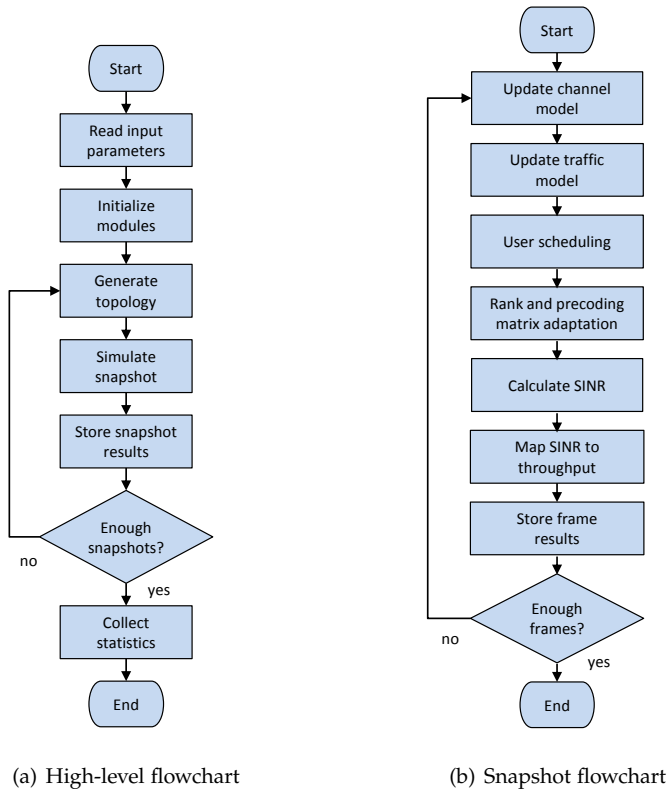 Start
Read input
parameters
Initialize
modules
Generate
topology
Simulate
snapshot
Store snapshot
results
Enough
snapshots?
no
yes
Collect
statistics
End
(a) High-level flowchart
Start
Update channel
model
Update traffic
model
User scheduling
Rank and precoding
matrix adaptation
Calculate SINR
Map SINR to
throughput
Store frame
results
Enough
frames?
no
yes
End
(b) Snapshot flowchart